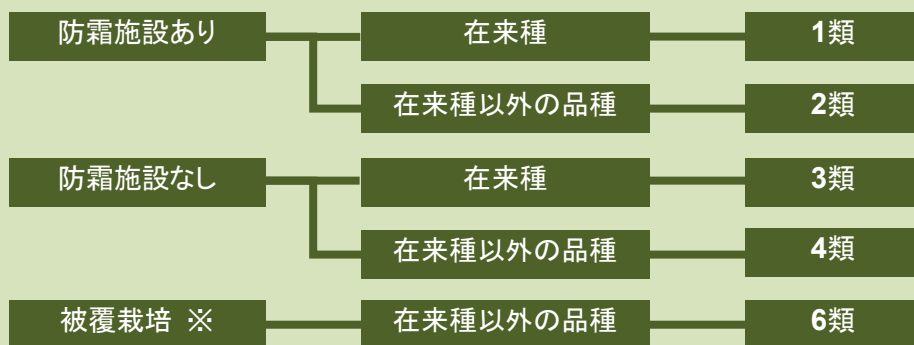 防霜施設あり 在来種 1類
在来種以外の品種 2類
防霜施設なし 在来種 3類
在来種以外の品種 4類
被覆栽培 ※ 在来種以外の品種 6類